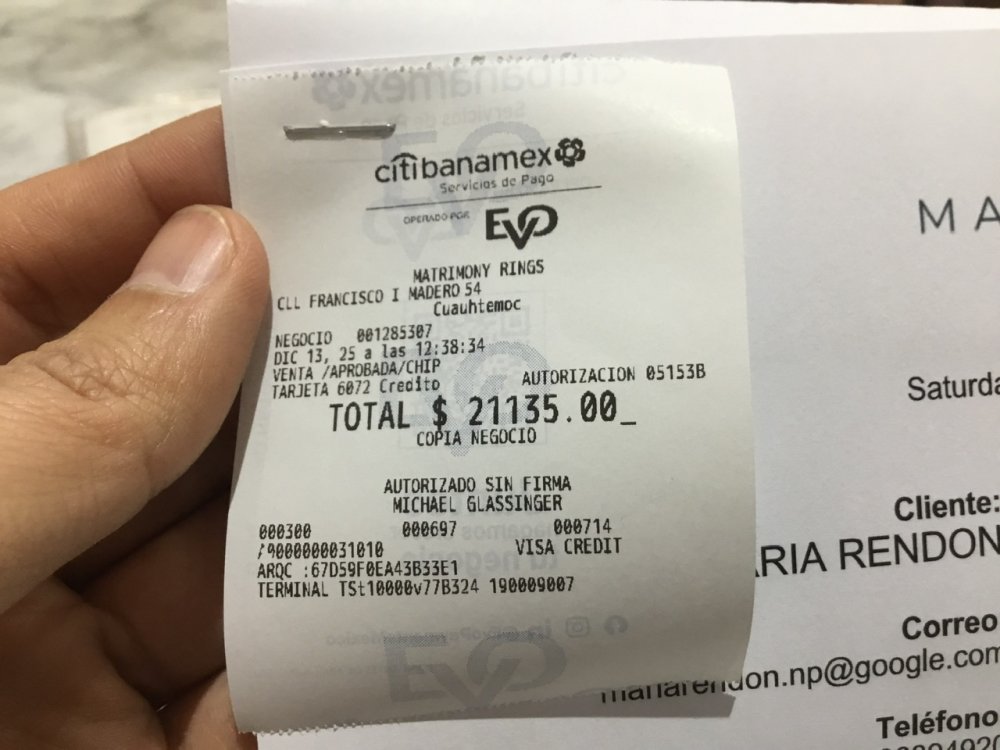 citibanamex
Servicios de Pago
OPERADO POR EVO
MATRIMONY RINGS
CLL FRANCISCO I MADERO 54
Cuauhtemoc
NEGOCIO 001285307
DIC 13, 25 a las 12:38:34
VENTA /APROBADA/CHIP
TARJETA 6072 Credito AUTORIZACION 05153B
TOTAL $ 21135.00_
COPIA NEGOCIO
AUTORIZADO SIN FIRMA
MICHAEL GLASSINGER
000300 000697 000714
/9000000031010 VISA CREDIT
ARQC :67D59F0EA43B33E1
TERMINAL TSt10000v77B324 190009007
MA
Saturda
Cliente:
ARIA RENDON
Correo
mariarendon.np@google.com
Teléfono